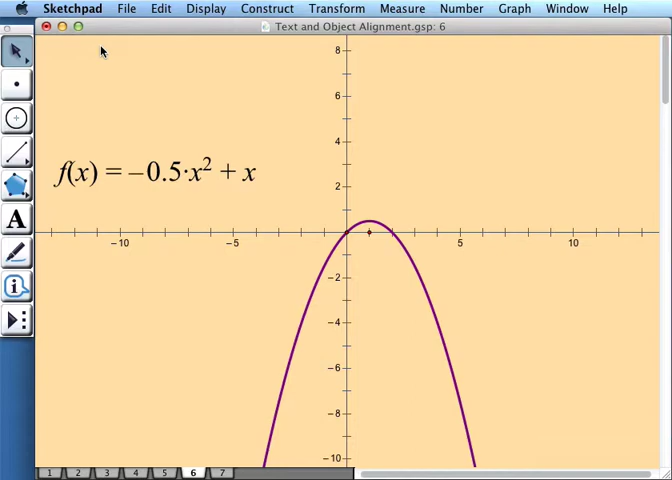 Sketchpad File Edit Display Construct Transform Measure Number Graph Window Help
Text and Object Alignment.gsp: 6
f(x) = −0.5·x² + x
8
6
4
2
−10 −5 5 10
−2
−4
−6
−8
−10
A
1 2 3 4 5 6 7